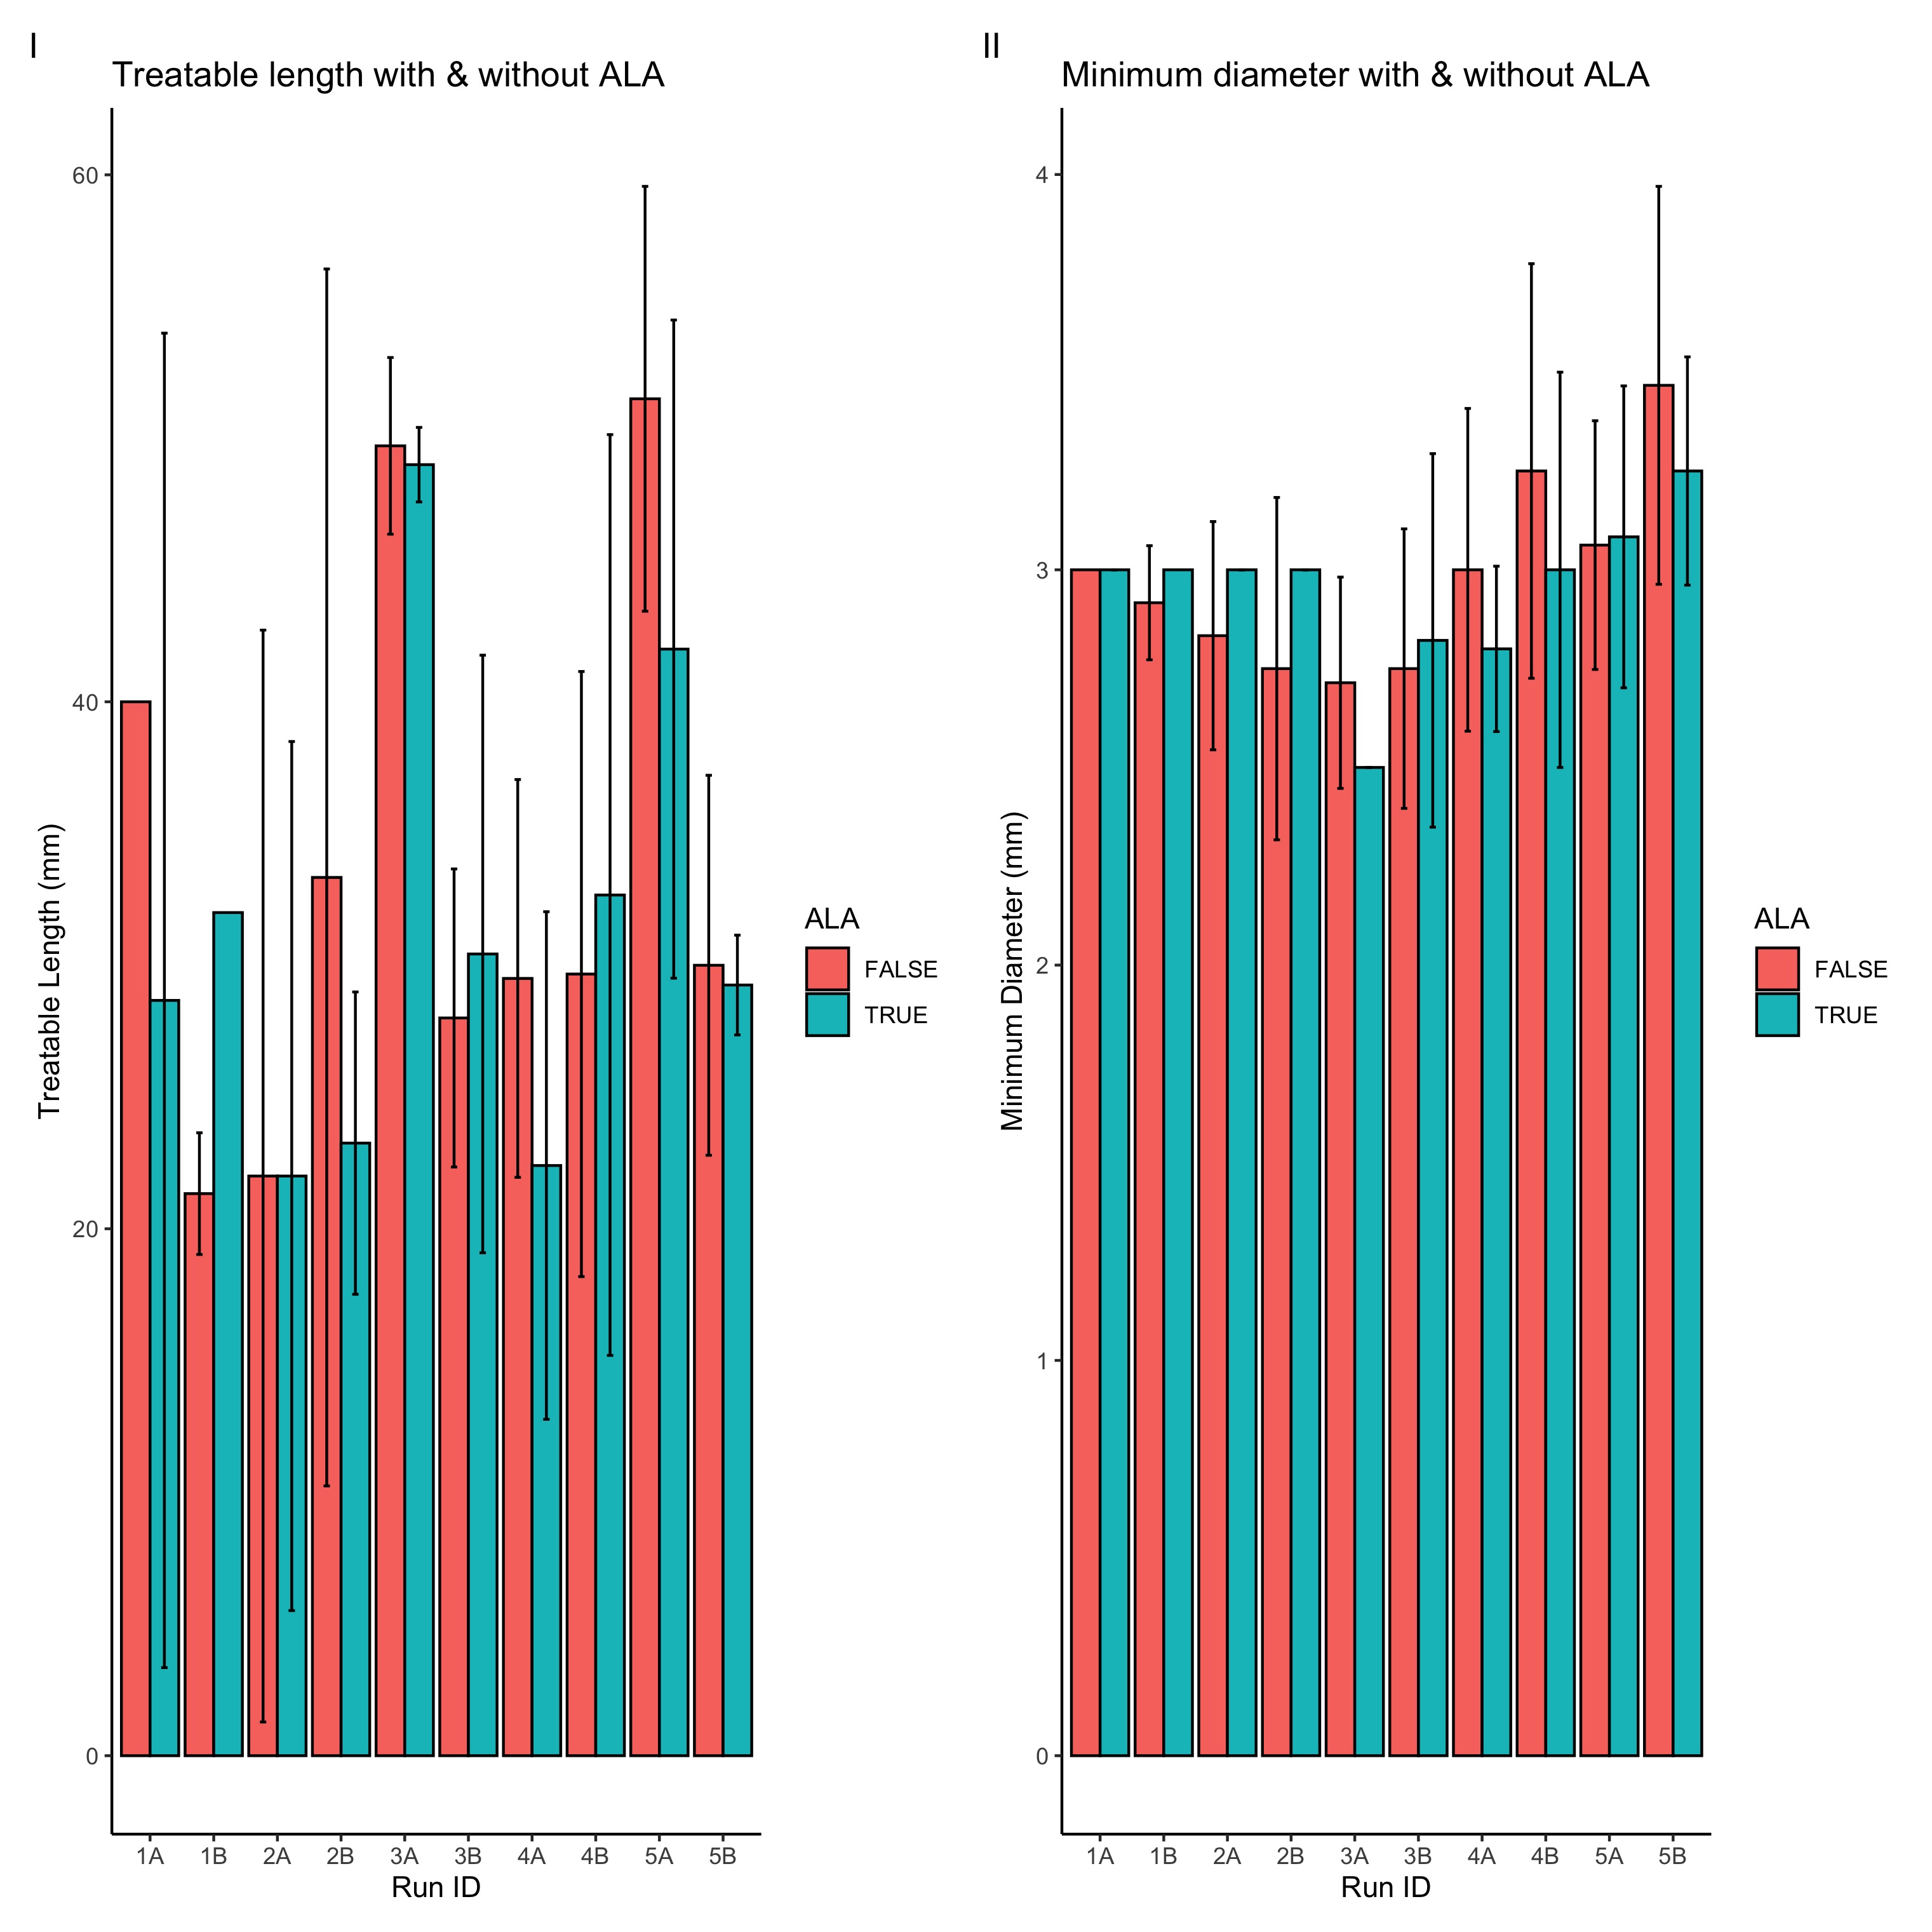 I
Treatable length with & without ALA
60
40
20
0
Treatable Length (mm)
1A 1B 2A 2B 3A 3B 4A 4B 5A 5B
Run ID
ALA
FALSE
TRUE
II
Minimum diameter with & without ALA
4
3
2
1
0
Minimum Diameter (mm)
1A 1B 2A 2B 3A 3B 4A 4B 5A 5B
Run ID
ALA
FALSE
TRUE